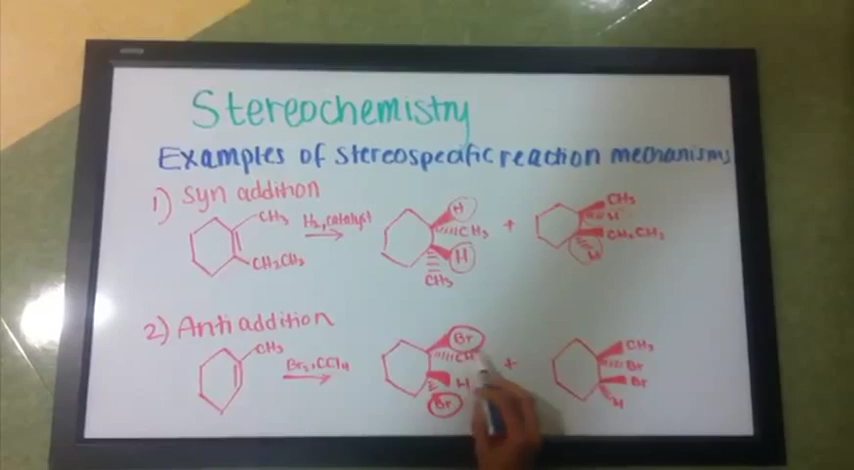 Stereochemistry
Examples of stereospecific reaction mechanisms
1) Syn addition
CH3
CH2CH3
H2, catalyst
H
CH3
H
CH3
+
CH3
H
CH2CH3
H
2) Anti addition
CH3
Br2, CCl4
Br
CH
H
Br
+
CH3
Br
Br
H